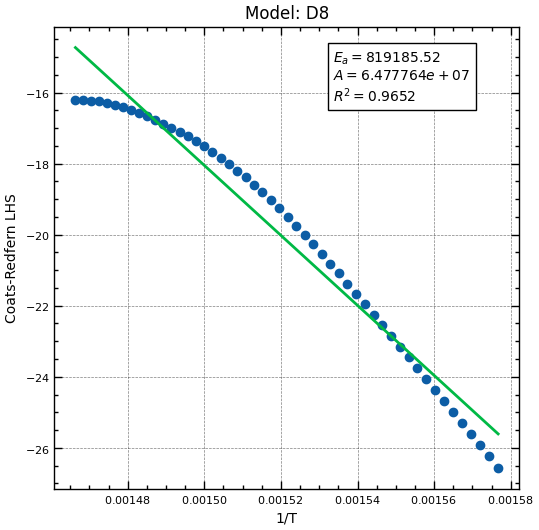 Model: D8
E_a = 819185.52
A = 6.477764e + 07
R² = 0.9652
Coats-Redfern LHS
−16
−18
−20
−22
−24
−26
0.00148 0.00150 0.00152 0.00154 0.00156 0.00158
1/T